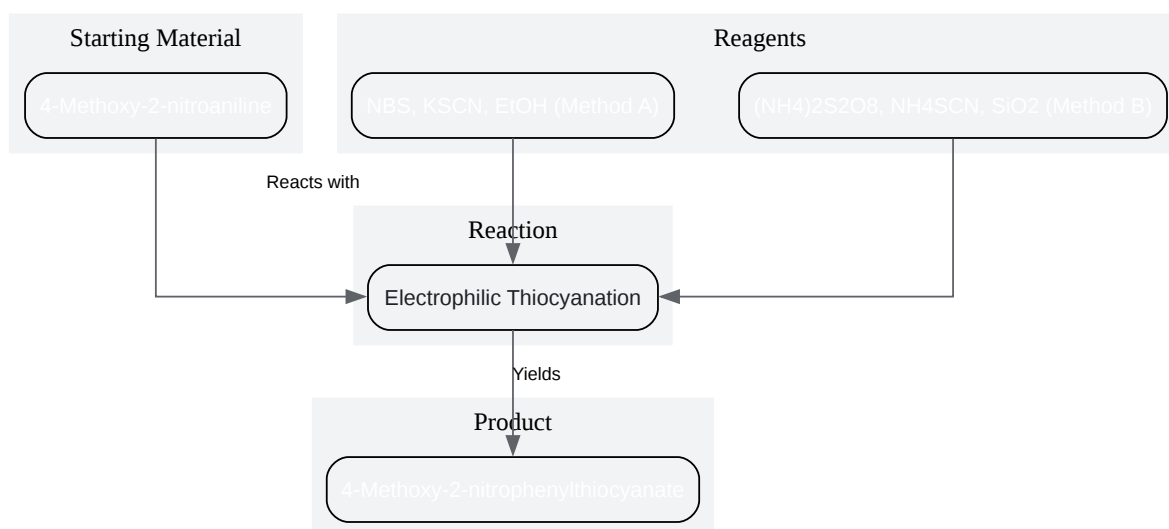 Starting Material
Reagents
4-Methoxy-2-nitroaniline
NBS, KSCN, EtOH (Method A)
(NH4)2S2O8, NH4SCN, SiO2 (Method B)
Reacts with
Reaction
Electrophilic Thiocyanation
Yields
Product
4-Methoxy-2-nitrophenylthiocyanate